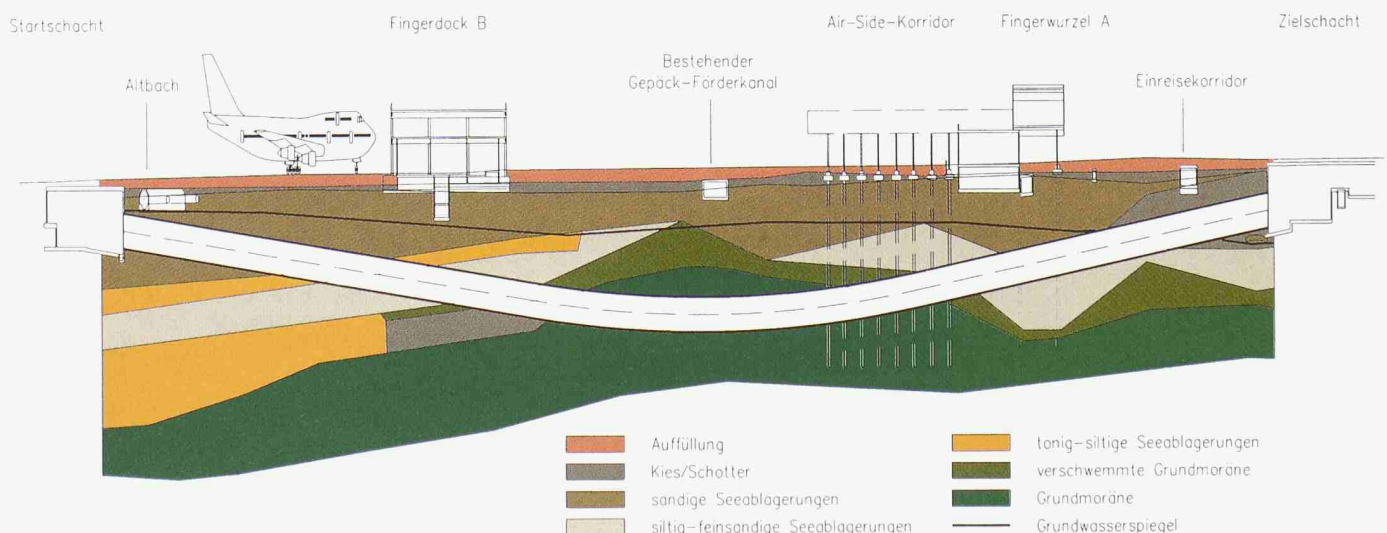 Startschacht
Fingerdock B
Air-Side-Korridor
Fingerwurzel A
Zielschacht
Altbach
Bestehender
Gepäck-Förderkanal
Einreisekorridor
Auffüllung
Kies/Schotter
sandige Seeablagerungen
siltig-feinsandige Seeablagerungen
tonig-siltige Seeablagerungen
verschwemmte Grundmoräne
Grundmoräne
Grundwasserspiegel